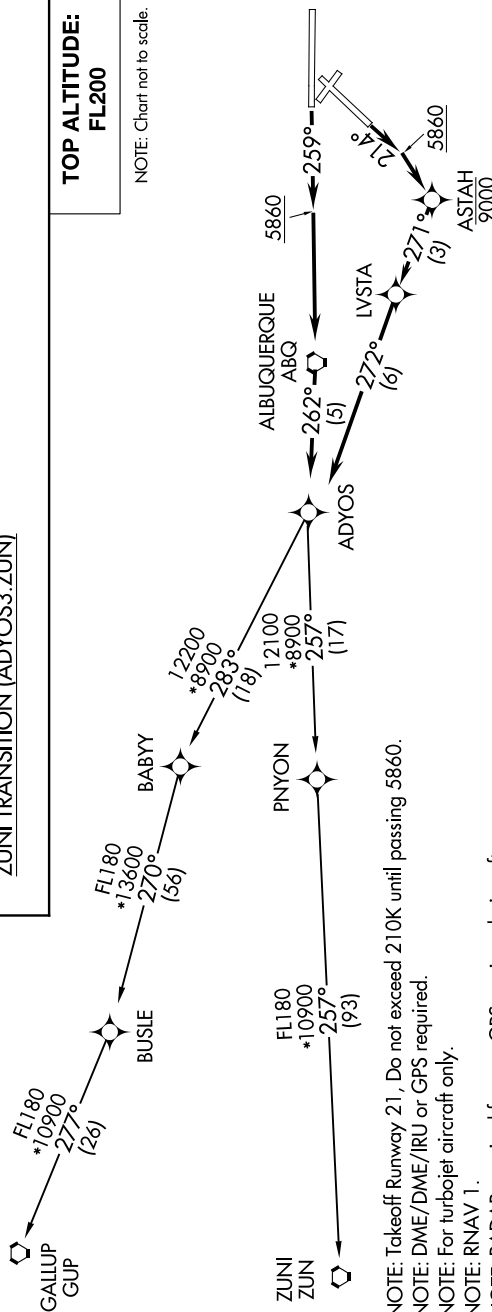 ZUNI TRANSITION (ADYOS3.ZUN)
TOP ALTITUDE:
FL200
NOTE: Chart not to scale.
GALLUP
GUP
FL180
*10900
277°
(26)
BUSLE
FL180
*13600
270°
(56)
BABYY
12200
*8900
283°
(18)
ADYOS
ALBUQUERQUE
ABQ
262°
(5)
5860
259°
214°
5860
ASTAH
9000
271°
(3)
LVSTA
272°
(6)
12100
*8900
257°
(17)
PNYON
FL180
*10900
257°
(93)
ZUNI
ZUN
NOTE: Takeoff Runway 21, Do not exceed 210K until passing 5860.
NOTE: DME/DME/IRU or GPS required.
NOTE: For turbojet aircraft only.
NOTE: RNAV 1.